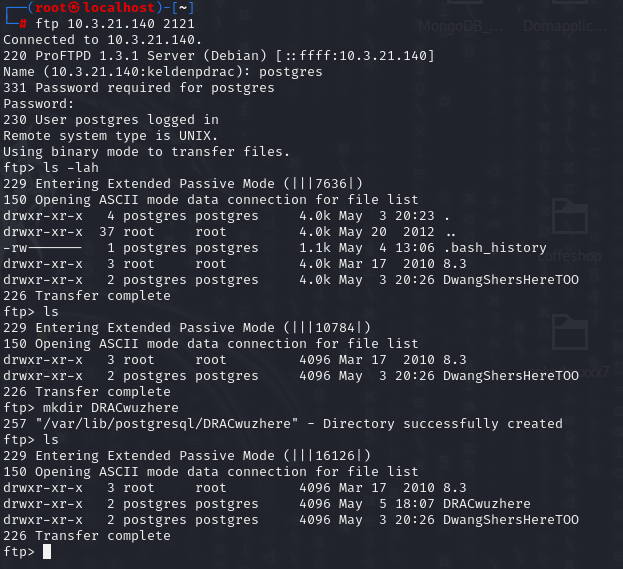 ┌──(root㉿localhost)-[~]
└─# ftp 10.3.21.140 2121
Connected to 10.3.21.140.
220 ProFTPD 1.3.1 Server (Debian) [::ffff:10.3.21.140]
Name (10.3.21.140:keldenpdrac): postgres
331 Password required for postgres
Password:
230 User postgres logged in
Remote system type is UNIX.
Using binary mode to transfer files.
ftp> ls -lah
229 Entering Extended Passive Mode (|||7636|)
150 Opening ASCII mode data connection for file list
drwxr-xr-x   4 postgres postgres     4.0k May  3 20:23 .
drwxr-xr-x  37 root     root         4.0k May 20  2012 ..
-rw-------   1 postgres postgres     1.1k May  4 13:06 .bash_history
drwxr-xr-x   3 root     root         4.0k Mar 17  2010 8.3
drwxr-xr-x   2 postgres postgres     4.0k May  3 20:26 DwangShersHereTOO
226 Transfer complete
ftp> ls
229 Entering Extended Passive Mode (|||10784|)
150 Opening ASCII mode data connection for file list
drwxr-xr-x   3 root     root         4096 Mar 17  2010 8.3
drwxr-xr-x   2 postgres postgres     4096 May  3 20:26 DwangShersHereTOO
226 Transfer complete
ftp> mkdir DRACwuzhere
257 "/var/lib/postgresql/DRACwuzhere" - Directory successfully created
ftp> ls
229 Entering Extended Passive Mode (|||16126|)
150 Opening ASCII mode data connection for file list
drwxr-xr-x   3 root     root         4096 Mar 17  2010 8.3
drwxr-xr-x   2 postgres postgres     4096 May  5 18:07 DRACwuzhere
drwxr-xr-x   2 postgres postgres     4096 May  3 20:26 DwangShersHereTOO
226 Transfer complete
ftp>
MongoDB_... Domapplic...
coffeshop